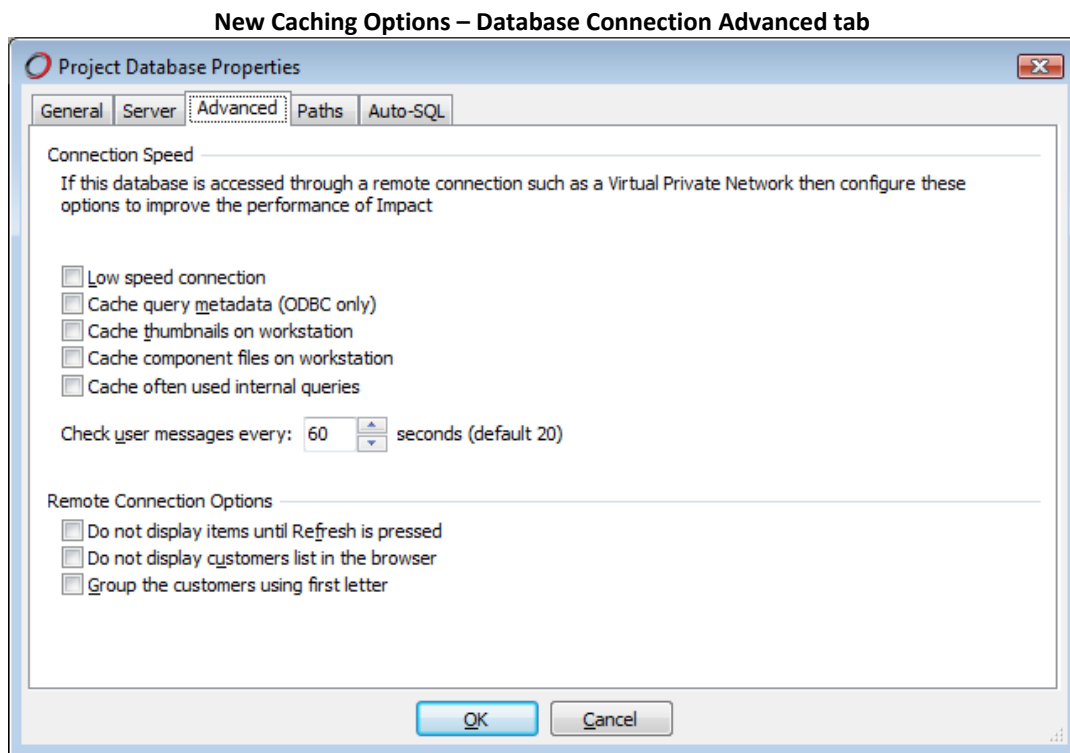 New Caching Options – Database Connection Advanced tab
Project Database Properties
General Server Advanced Paths Auto-SQL
Connection Speed
If this database is accessed through a remote connection such as a Virtual Private Network then configure these
options to improve the performance of Impact
Low speed connection
Cache query metadata (ODBC only)
Cache thumbnails on workstation
Cache component files on workstation
Cache often used internal queries
Check user messages every: 60 seconds (default 20)
Remote Connection Options
Do not display items until Refresh is pressed
Do not display customers list in the browser
Group the customers using first letter
OK Cancel